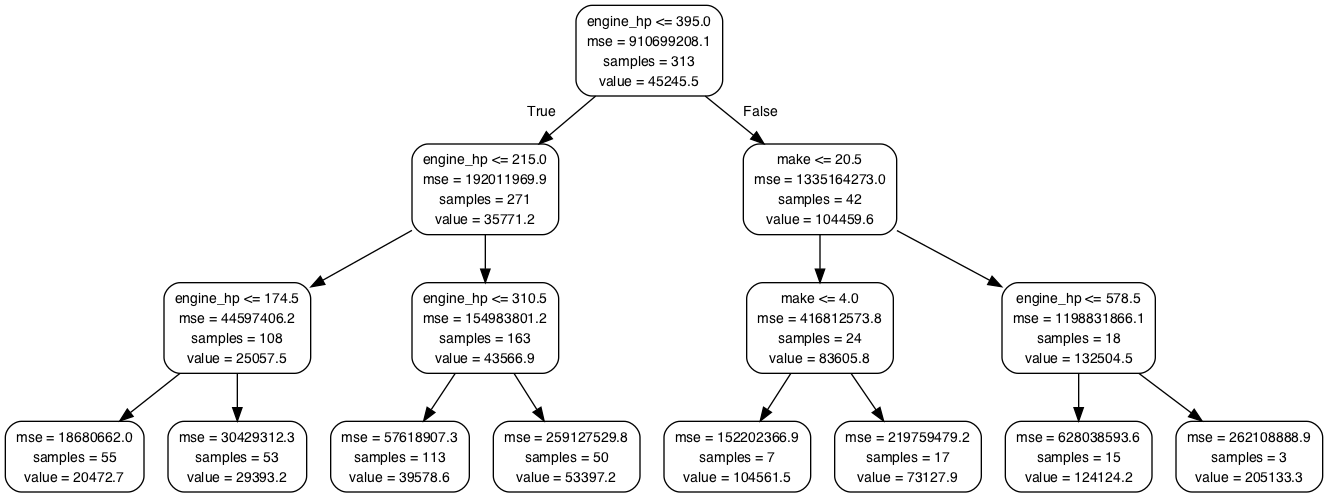 engine_hp <= 395.0
mse = 910699208.1
samples = 313
value = 45245.5
True
False
engine_hp <= 215.0
mse = 192011969.9
samples = 271
value = 35771.2
make <= 20.5
mse = 1335164273.0
samples = 42
value = 104459.6
engine_hp <= 174.5
mse = 44597406.2
samples = 108
value = 25057.5
engine_hp <= 310.5
mse = 154983801.2
samples = 163
value = 43566.9
make <= 4.0
mse = 416812573.8
samples = 24
value = 83605.8
engine_hp <= 578.5
mse = 1198831866.1
samples = 18
value = 132504.5
mse = 18680662.0
samples = 55
value = 20472.7
mse = 30429312.3
samples = 53
value = 29393.2
mse = 57618907.3
samples = 113
value = 39578.6
mse = 259127529.8
samples = 50
value = 53397.2
mse = 152202366.9
samples = 7
value = 104561.5
mse = 219759479.2
samples = 17
value = 73127.9
mse = 628038593.6
samples = 15
value = 124124.2
mse = 262108888.9
samples = 3
value = 205133.3